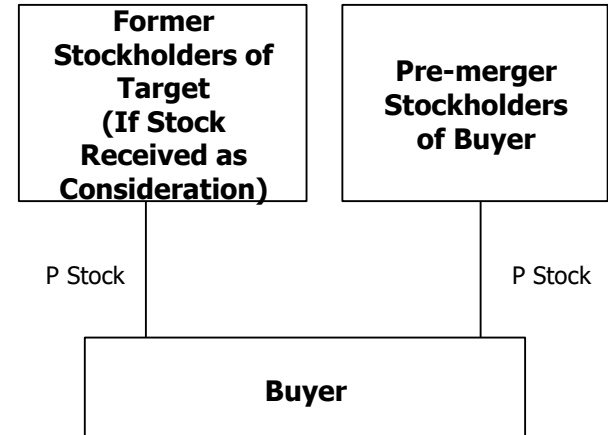 Former
Stockholders of
Target
(If Stock
Received as
Consideration)
Pre-merger
Stockholders
of Buyer
P Stock
P Stock
Buyer